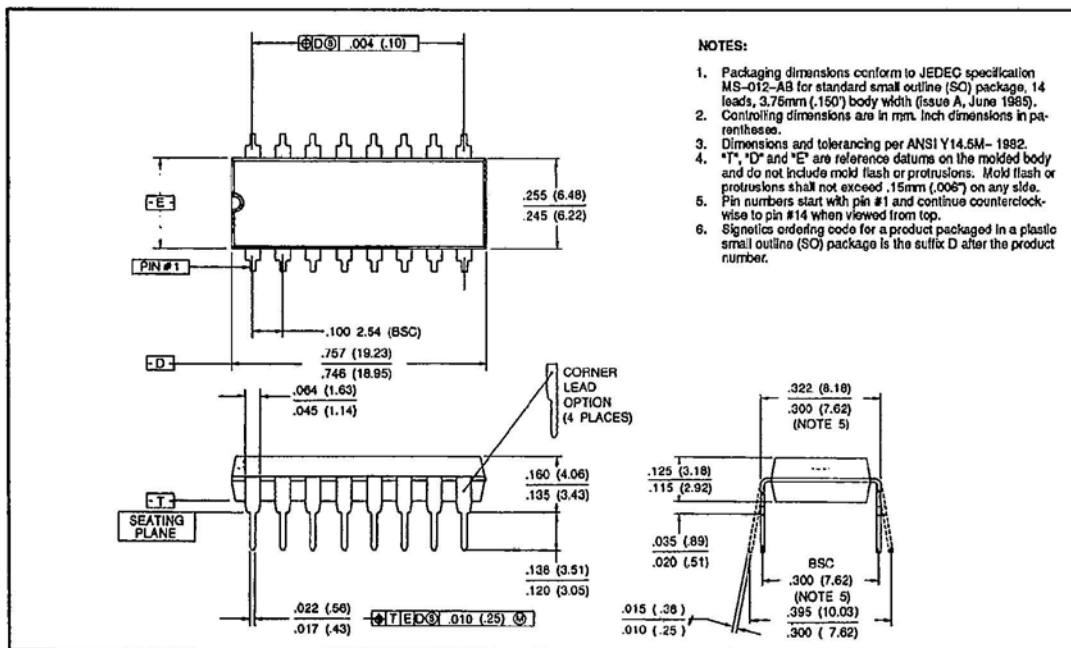 ⌖ D Ⓢ .004 (.10)
NOTES:
1. Packaging dimensions conform to JEDEC specification
MS–012–AB for standard small outline (SO) package, 14
leads, 3.75mm (.150') body width (issue A, June 1985).
2. Controlling dimensions are in mm. Inch dimensions in pa-
rentheses.
3. Dimensions and tolerancing per ANSI Y14.5M– 1982.
4. "T", "D" and "E" are reference datums on the molded body
and do not include mold flash or protrusions. Mold flash or
protrusions shall not exceed .15mm (.006") on any side.
5. Pin numbers start with pin #1 and continue counterclock-
wise to pin #14 when viewed from top.
6. Signetics ordering code for a product packaged in a plastic
small outline (SO) package is the suffix D after the product
number.
- E -
.255 (6.48)
.245 (6.22)
PIN #1
.100 2.54 (BSC)
- D -
.757 (19.23)
.746 (18.95)
.064 (1.63)
.045 (1.14)
CORNER
LEAD
OPTION
(4 PLACES)
.322 (8.18)
.300 (7.62)
(NOTE 5)
.160 (4.06)
.135 (3.43)
.125 (3.18)
.115 (2.92)
- T -
SEATING
PLANE
.138 (3.51)
.120 (3.05)
.035 (.89)
.020 (.51)
BSC
.300 (7.62)
(NOTE 5)
.395 (10.03)
.300 ( 7.62)
.022 (.56)
.017 (.43)
⌖ T E D Ⓢ .010 (.25) Ⓜ
.015 (.38)
.010 (.25 )